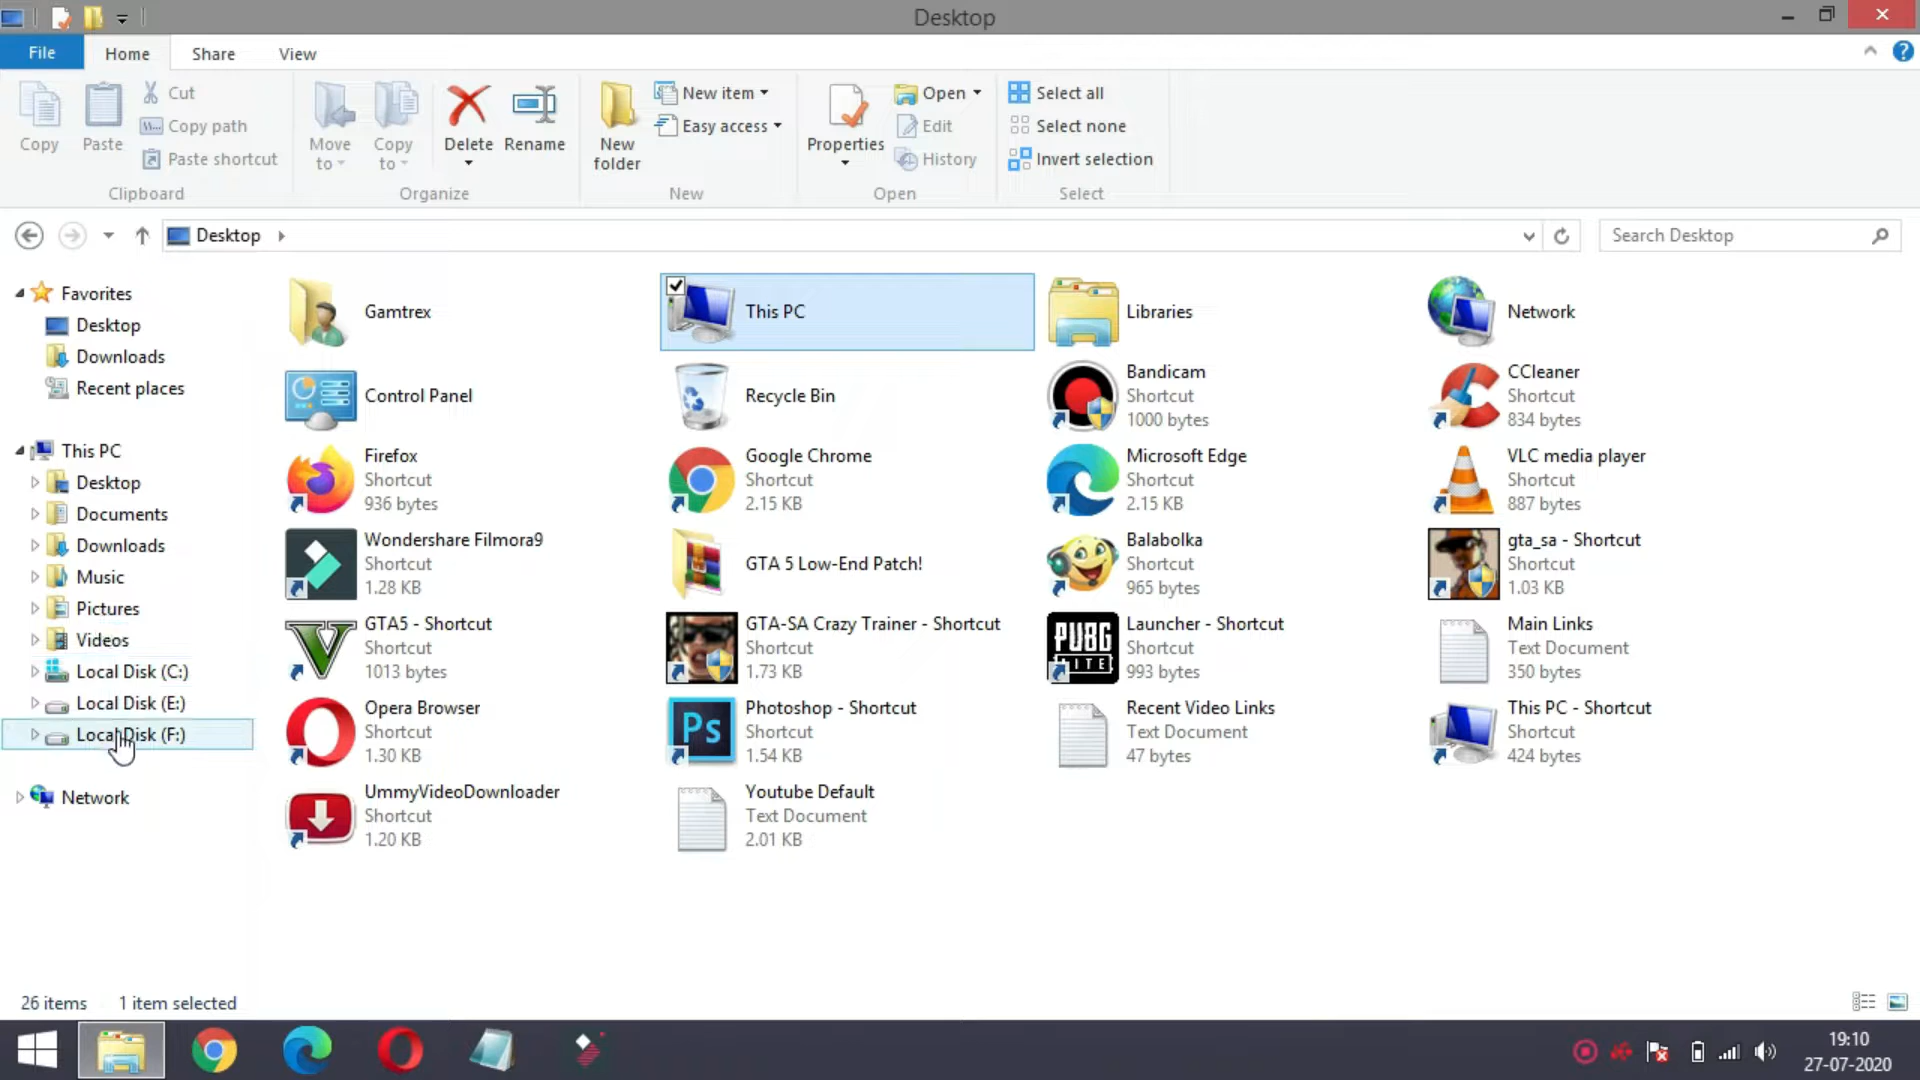 Desktop
File
Home
Share
View
Copy
Paste
Cut
Copy path
Paste shortcut
Clipboard
Move to
Copy to
Delete
Rename
Organize
New folder
New item
Easy access
New
Properties
Open
Edit
History
Open
Select all
Select none
Invert selection
Select
Desktop
Search Desktop
Favorites
Desktop
Downloads
Recent places
This PC
Desktop
Documents
Downloads
Music
Pictures
Videos
Local Disk (C:)
Local Disk (E:)
Local Disk (F:)
Network
Gamtrex
This PC
Libraries
Network
Control Panel
Recycle Bin
Bandicam
Shortcut
1000 bytes
CCleaner
Shortcut
834 bytes
Firefox
Shortcut
936 bytes
Google Chrome
Shortcut
2.15 KB
Microsoft Edge
Shortcut
2.15 KB
VLC media player
Shortcut
887 bytes
Wondershare Filmora9
Shortcut
1.28 KB
GTA 5 Low-End Patch!
Balabolka
Shortcut
965 bytes
gta_sa - Shortcut
Shortcut
1.03 KB
GTA5 - Shortcut
Shortcut
1013 bytes
GTA-SA Crazy Trainer - Shortcut
Shortcut
1.73 KB
PUBG
LITE
Launcher - Shortcut
Shortcut
993 bytes
Main Links
Text Document
350 bytes
Opera Browser
Shortcut
1.30 KB
Ps
Photoshop - Shortcut
Shortcut
1.54 KB
Recent Video Links
Text Document
47 bytes
This PC - Shortcut
Shortcut
424 bytes
UmmyVideoDownloader
Shortcut
1.20 KB
Youtube Default
Text Document
2.01 KB
26 items
1 item selected
19:10
27-07-2020